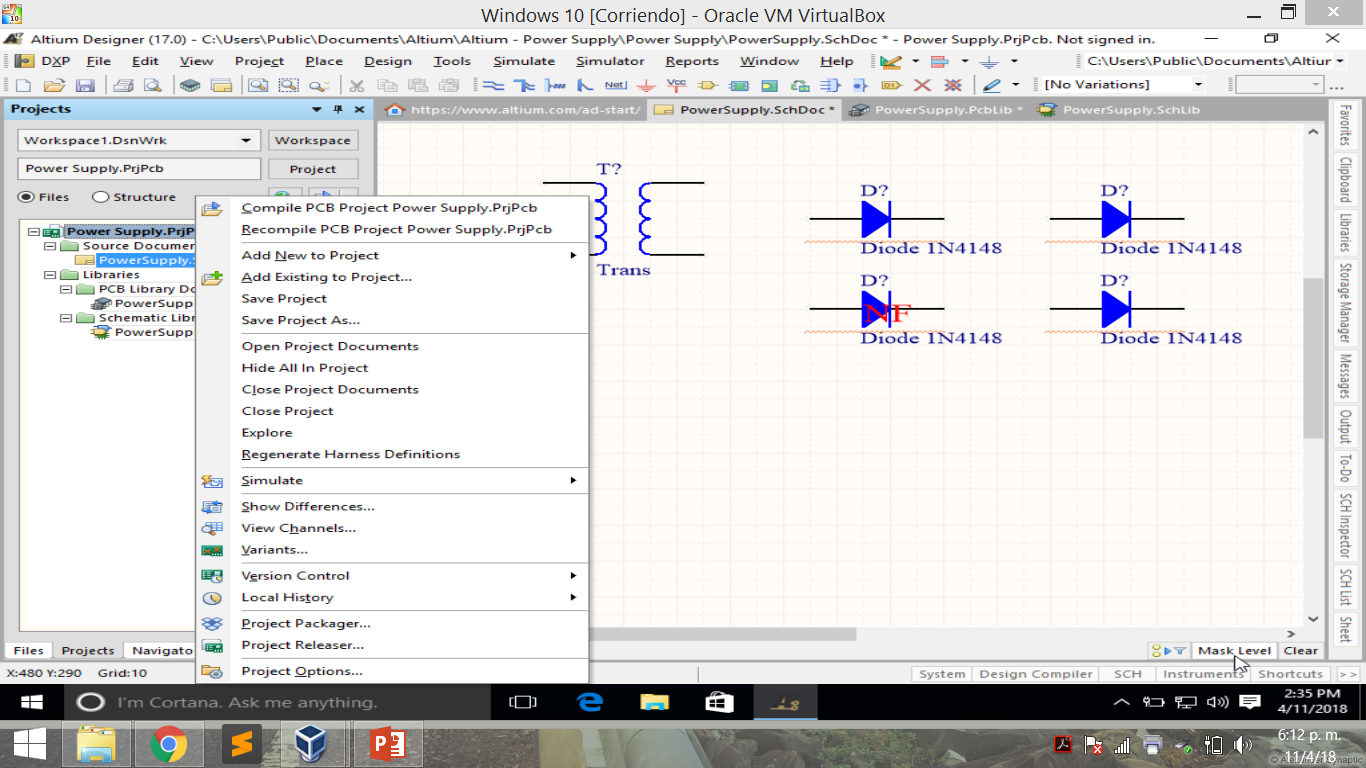 Windows 10 [Corriendo] - Oracle VM VirtualBox
Altium Designer (17.0) - C:\Users\Public\Documents\Altium\Altium - Power Supply\Power Supply\PowerSupply.SchDoc * - Power Supply.PrjPcb. Not signed in.
DXP File Edit View Project Place Design Tools Simulate Simulator Reports Window Help C:\Users\Public\Documents\Altiur
Net Vcc [No Variations] ...
Projects https://www.altium.com/ad-start/ PowerSupply.SchDoc * PowerSupply.PcbLib * PowerSupply.SchLib
Workspace1.DsnWrk Workspace
Power Supply.PrjPcb Project
Files Structure
Power Supply.PrjP
Source Documer
PowerSupply.S
Libraries
PCB Library Do
PowerSupp
Schematic Libr
PowerSupp
Compile PCB Project Power Supply.PrjPcb
Recompile PCB Project Power Supply.PrjPcb
Add New to Project
Add Existing to Project...
Save Project
Save Project As...
Open Project Documents
Hide All In Project
Close Project Documents
Close Project
Explore
Regenerate Harness Definitions
Simulate
Show Differences...
View Channels...
Variants...
Version Control
Local History
Project Packager...
Project Releaser...
Project Options...
T?
Trans
D? D?
Diode 1N4148 Diode 1N4148
D? D?
NF
Diode 1N4148 Diode 1N4148
Favorites
Clipboard
Libraries
Storage Manager
Messages
Output
To-Do
SCH Inspector
SCH List
Sheet
Files Projects Navigato Mask Level Clear
X:480 Y:290 Grid:10 System Design Compiler SCH Instruments Shortcuts >>
I'm Cortana. Ask me anything. 2:35 PM
4/11/2018
6:12 p. m.
11/4/18